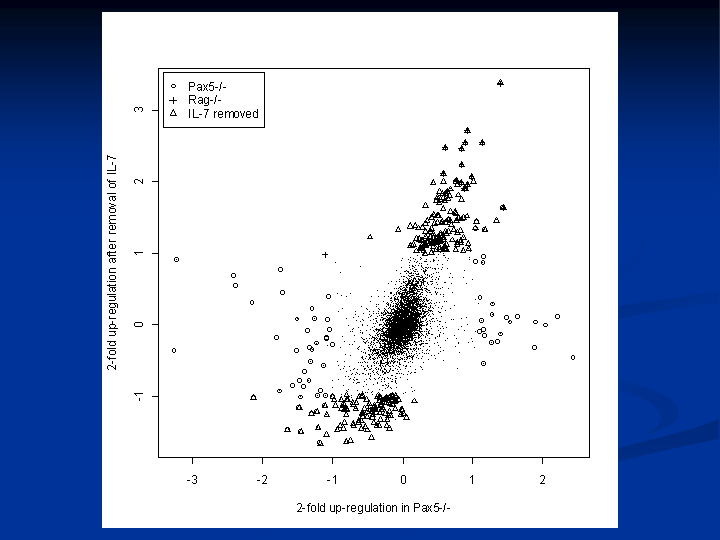 Pax5-/-
Rag-/-
IL-7 removed
2-fold up-regulation after removal of IL-7
3
2
1
0
-1
-3 -2 -1 0 1 2
2-fold up-regulation in Pax5-/-